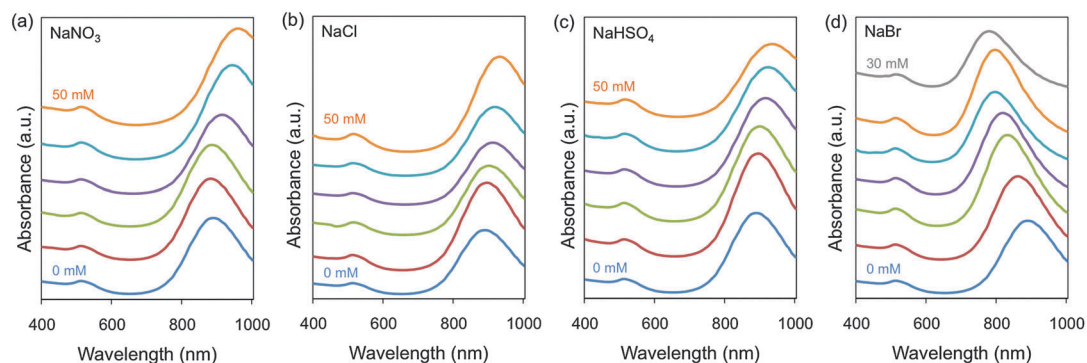 (a)
NaNO₃
50 mM
0 mM
Absorbance (a.u.)
400 600 800 1000
Wavelength (nm)
(b)
NaCl
50 mM
0 mM
Absorbance (a.u.)
400 600 800 1000
Wavelength (nm)
(c)
NaHSO₄
50 mM
0 mM
Absorbance (a.u.)
400 600 800 1000
Wavelength (nm)
(d)
NaBr
30 mM
0 mM
Absorbance (a.u.)
400 600 800 1000
Wavelength (nm)